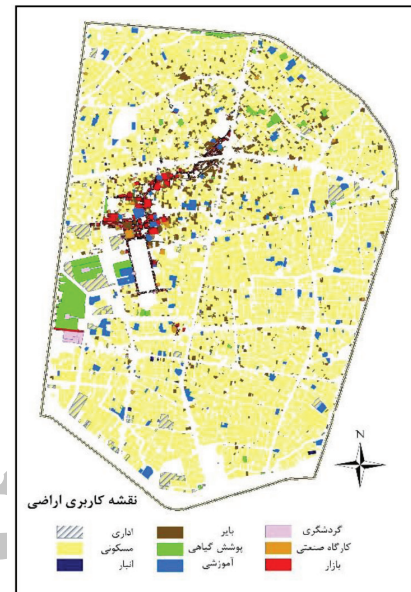 N
نقشه کاربری اراضی
گردشگری بایر اداری
کارگاه صنعتی پوشش گیاهی مسکونی
بازار آموزشی انبار